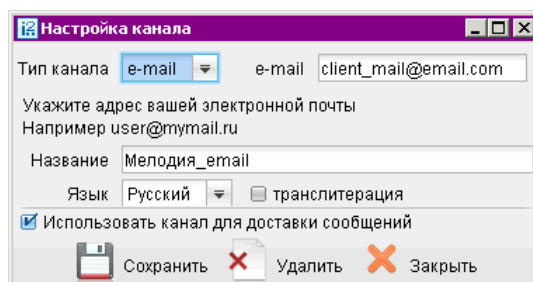 Настройка канала
Тип канала e-mail e-mail client_mail@email.com
Укажите адрес вашей электронной почты
Например user@mymail.ru
Название Мелодия_email
Язык Русский транслитерация
Использовать канал для доставки сообщений
Сохранить Удалить Закрыть